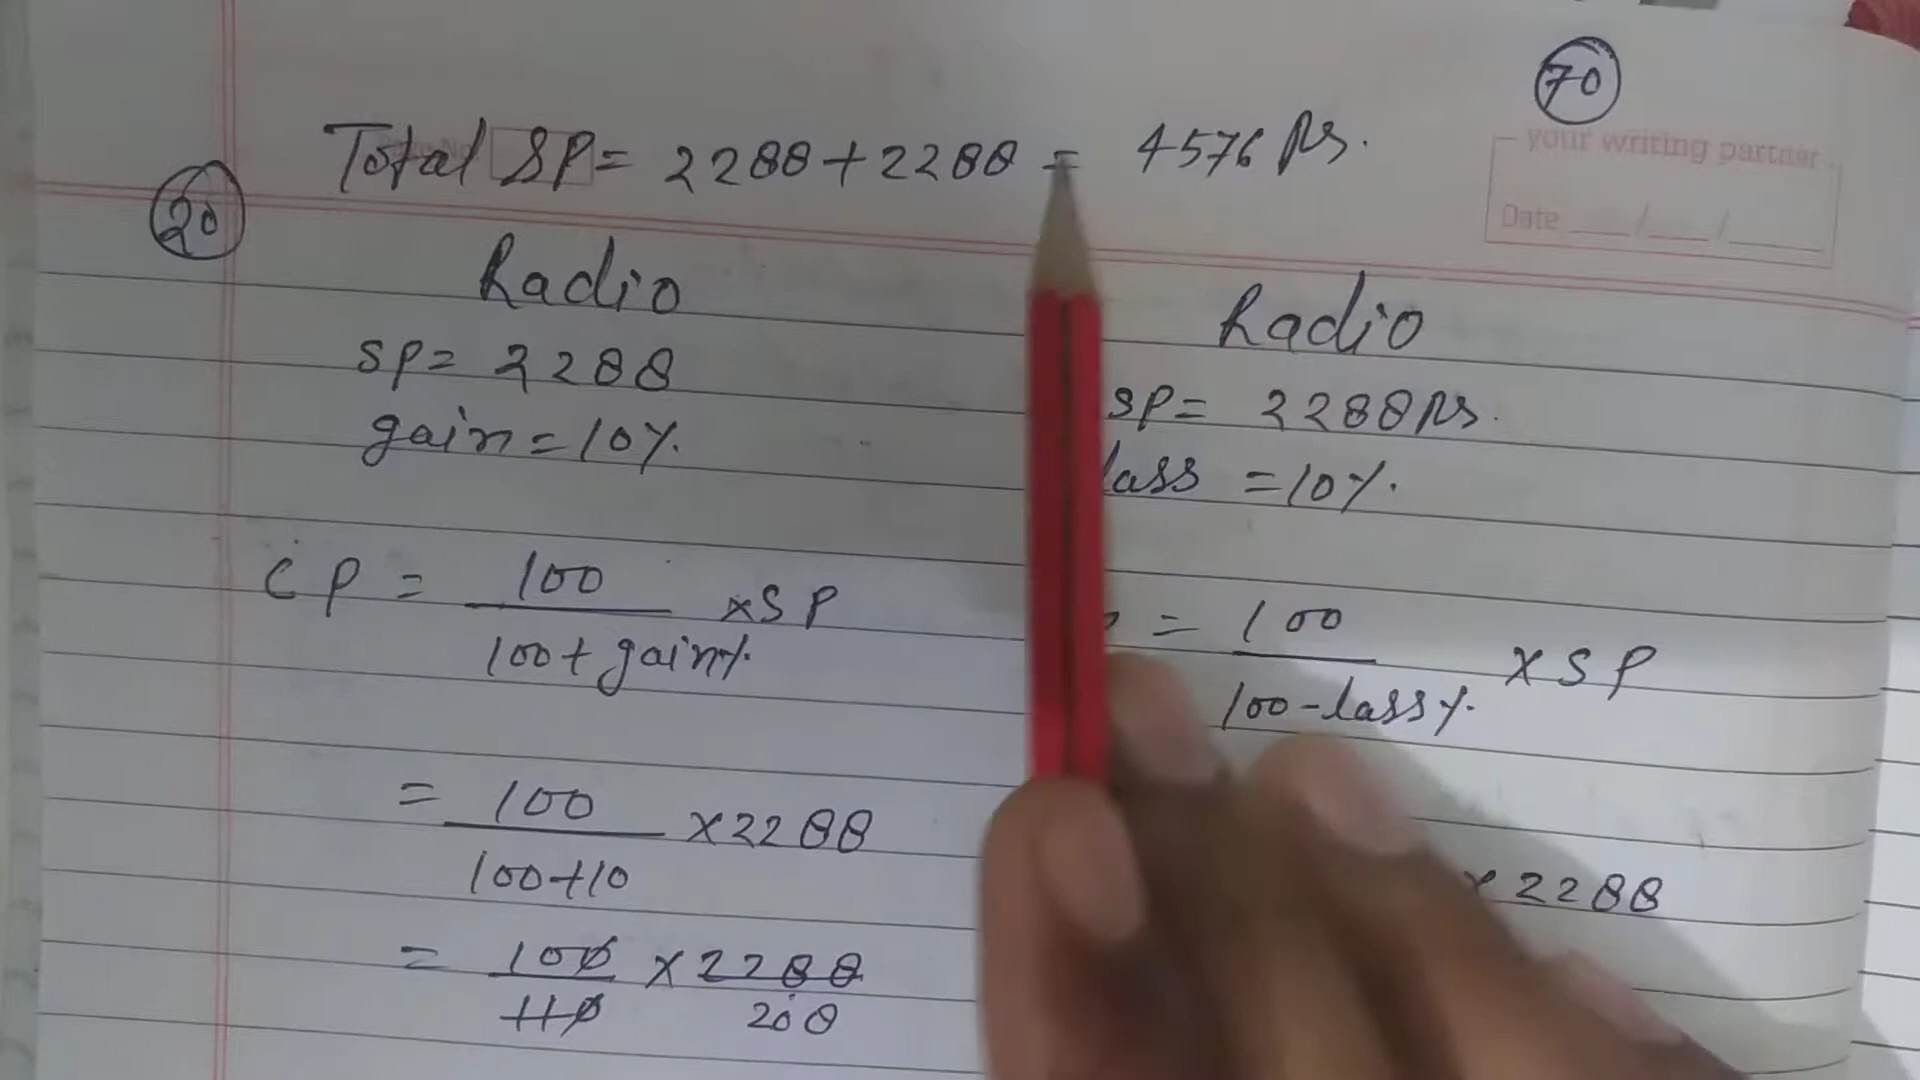 70
Total SP = 2288 + 2288 = 4576 Rs.
your writing partner
Date
20
Radio
SP = 2288
gain = 10%.
CP = 100 / 100 + gain% × SP
= 100 / 100+10 × 2288
= 100 / 110 × 2288
208
Radio
SP = 2288 Rs.
lass = 10%.
= 100 / 100 - lass%. × SP
× 2288